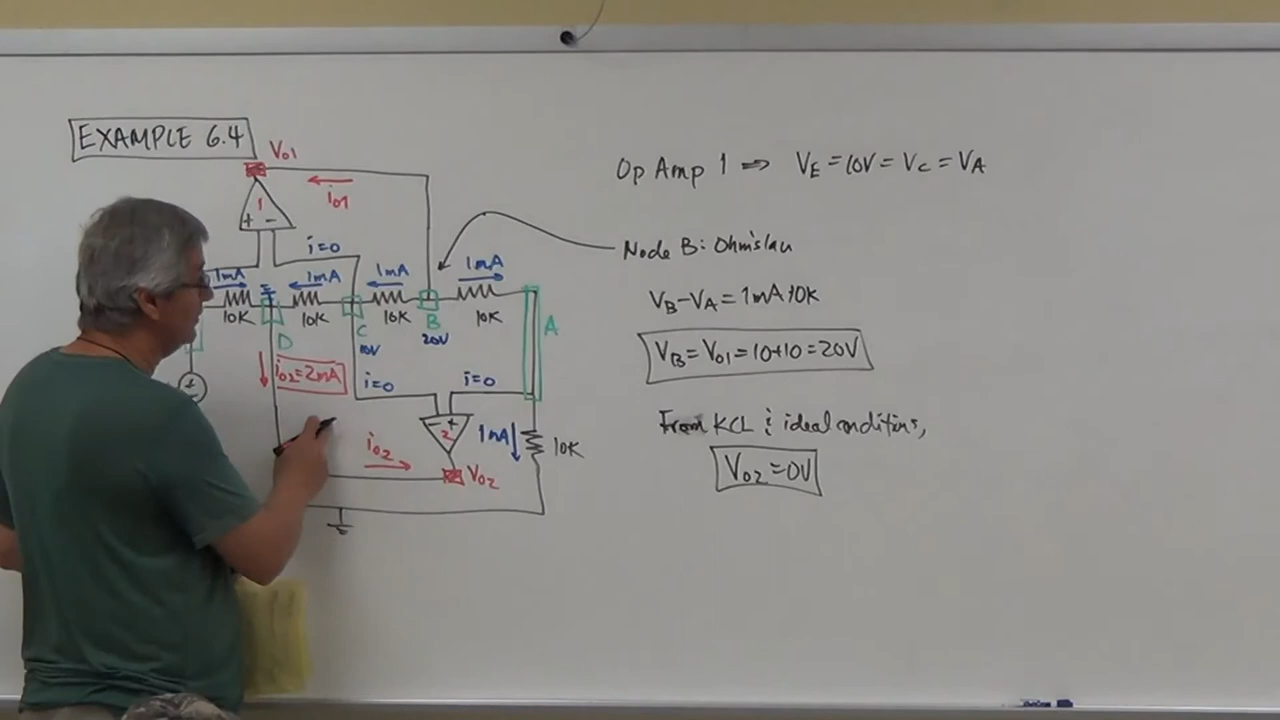 EXAMPLE 6.4
Vo1
1
+ -
io1
i=0
1mA
1mA
1mA
1mA
10K
10K
10K
10K
D
C
B
A
10V
20V
io2=2mA
i=0
i=0
- +
2
1mA
10K
io2
Vo2
+
Op Amp 1 ⇒ VE=10V=VC=VA
Node B: Ohm's law
VB-VA=1mA·10K
VB=Vo1=10+10=20V
From KCL & ideal conditions,
Vo2=0V